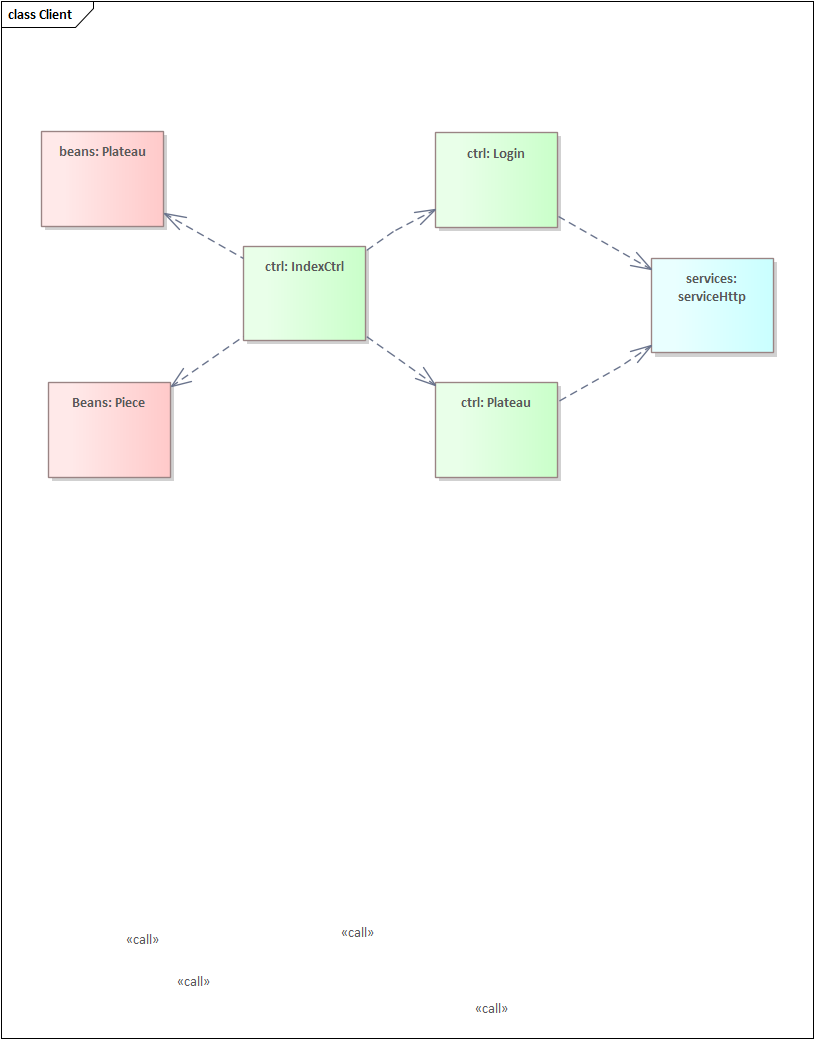 class Client
beans: Plateau
ctrl: Login
ctrl: IndexCtrl
services:
serviceHttp
Beans: Piece
ctrl: Plateau
«call»
«call»
«call»
«call»